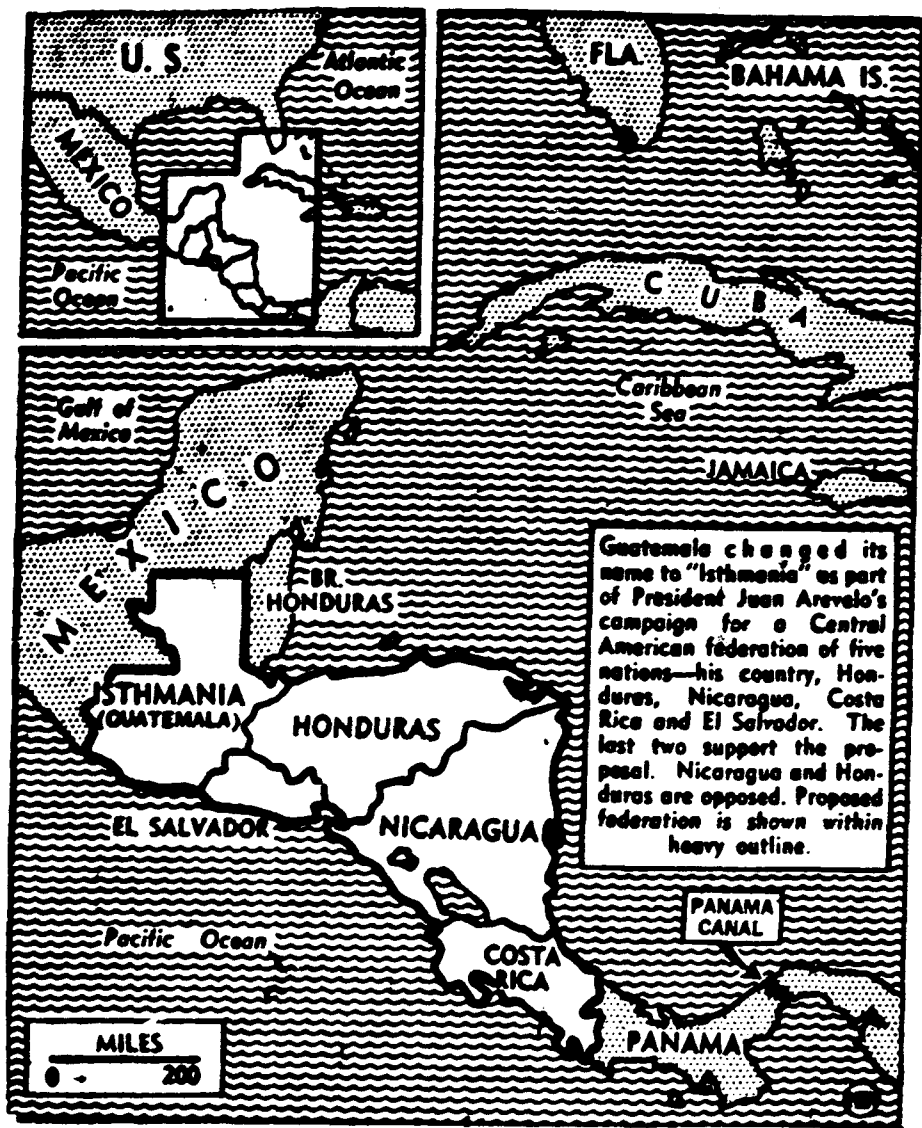 U. S.
Atlantic
Ocean
MEXICO
Pacific
Ocean
FLA.
BAHAMA IS.
CUBA
Caribbean
Sea
JAMAICA
Gulf of
Mexico
MEXICO
BR.
HONDURAS
ISTHMANIA
(GUATEMALA)
HONDURAS
EL SALVADOR
NICARAGUA
Guatemala changed its
name to "Isthmania" as part
of President Juan Arevalo's
campaign for a Central
American federation of five
nations—his country, Hon-
duras, Nicaragua, Costa
Rica and El Salvador. The
last two support the pro-
posal. Nicaragua and Hon-
duras are opposed. Proposed
federation is shown within
heavy outline.
PANAMA
CANAL
Pacific Ocean
COSTA
RICA
PANAMA
MILES
0 200